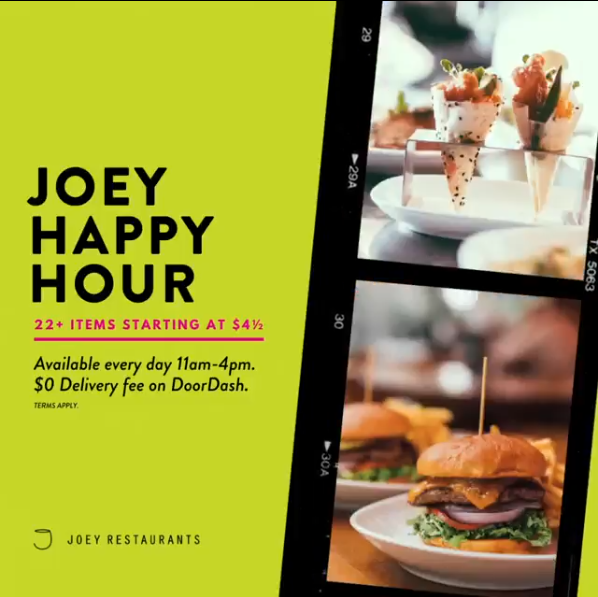 JOEY
HAPPY
HOUR
22+ ITEMS STARTING AT $4½
Available every day 11am-4pm.
$0 Delivery fee on DoorDash.
TERMS APPLY.
JOEY RESTAURANTS
29
▶29A
TX 5063
30
▶30A